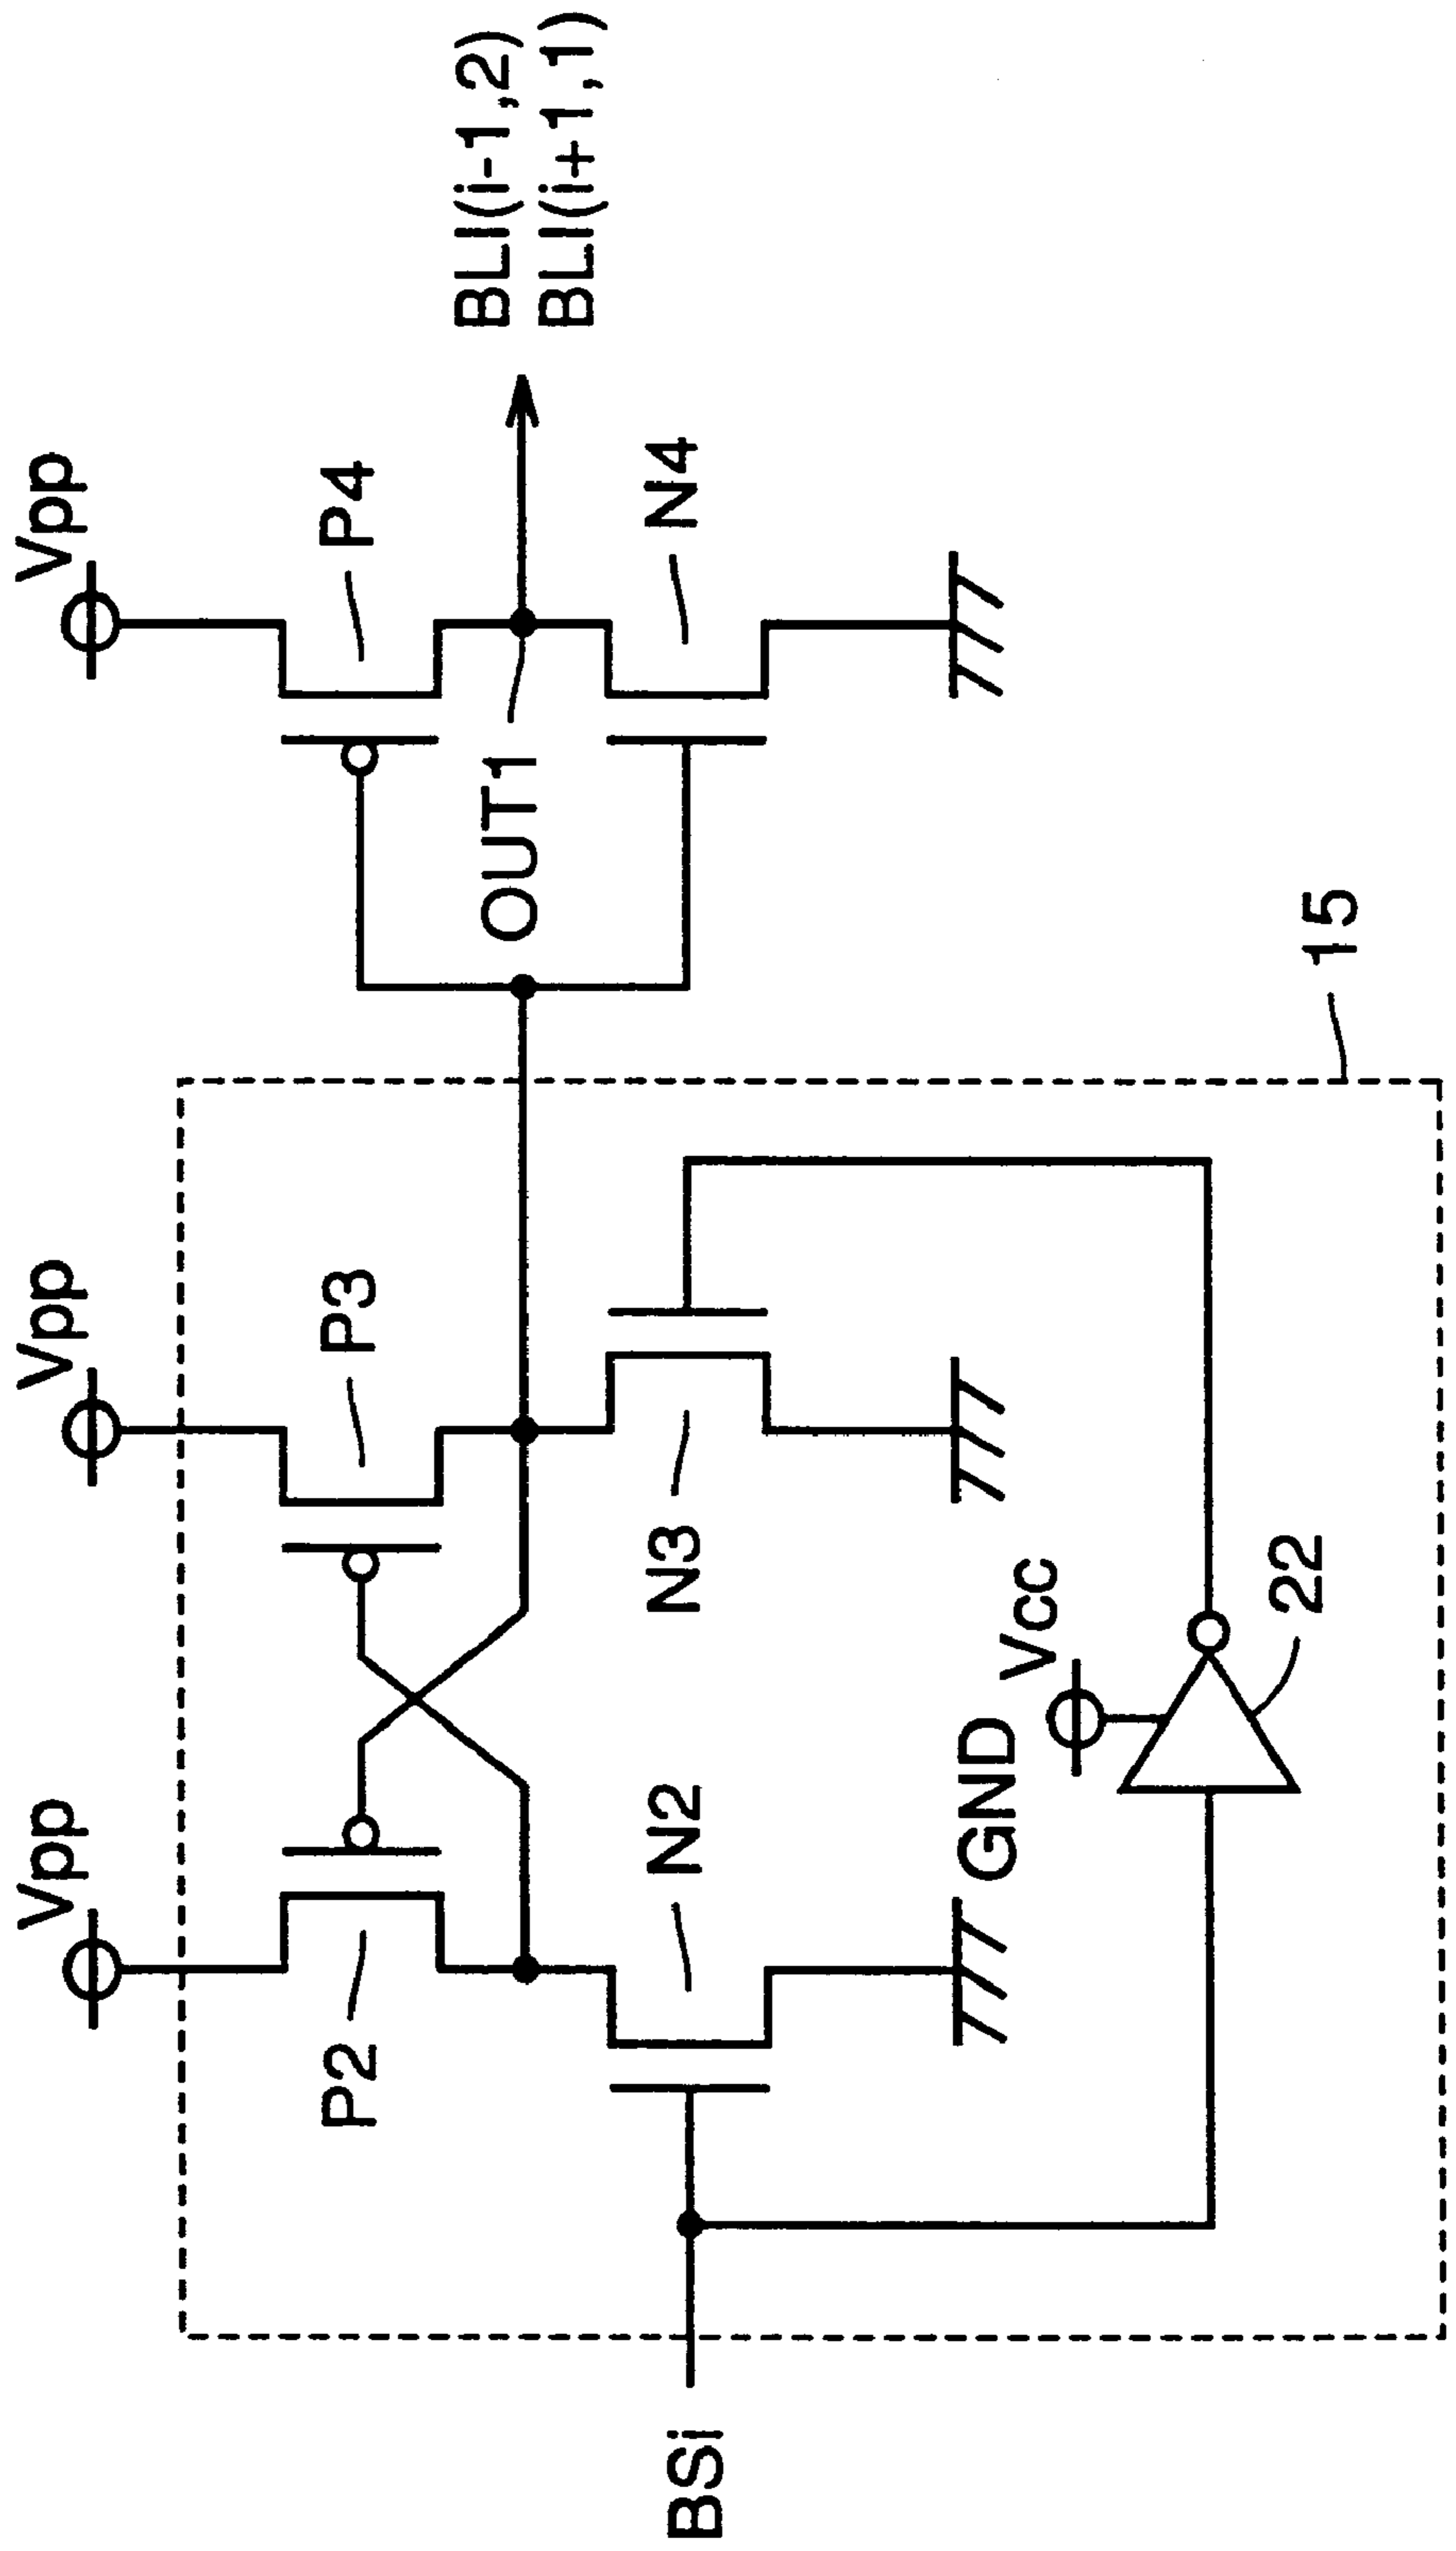 Vpp
Vpp
Vpp
P2
P3
P4
BLI(i-1,2)
BLI(i+1,1)
OUT1
N2
N3
N4
BSi
GND
Vcc
22
15